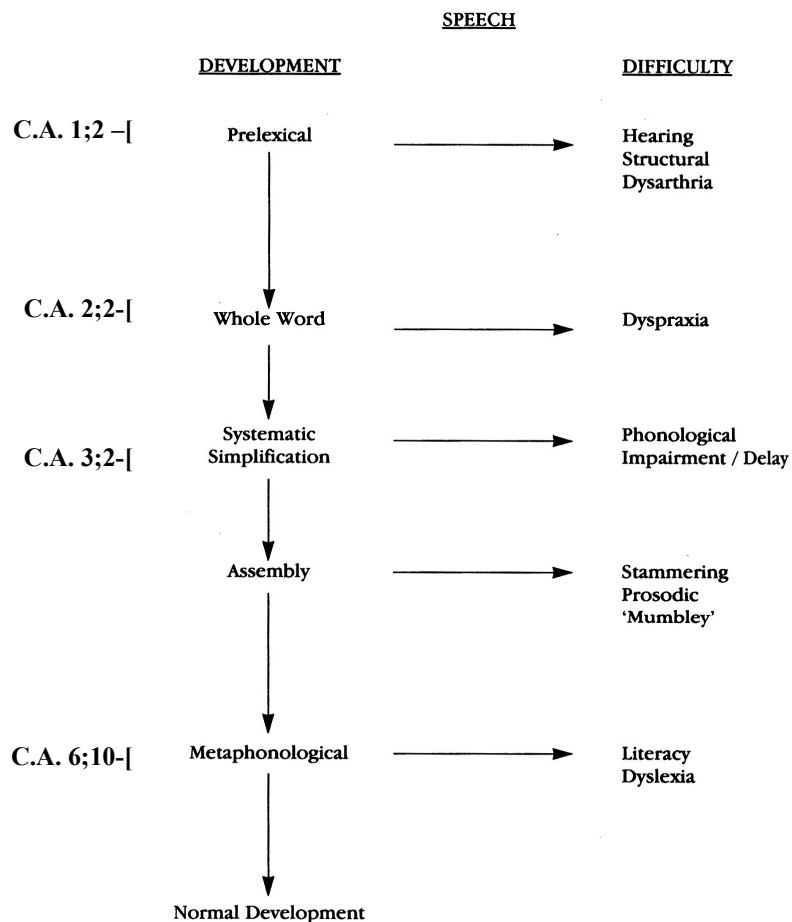 SPEECH
DEVELOPMENT
DIFFICULTY
C.A. 1;2 –[
Prelexical
Hearing
Structural
Dysarthria
C.A. 2;2-[
Whole Word
Dyspraxia
Systematic
Simplification
C.A. 3;2-[
Phonological
Impairment / Delay
Assembly
Stammering
Prosodic
‘Mumbley’
C.A. 6;10-[
Metaphonological
Literacy
Dyslexia
Normal Development